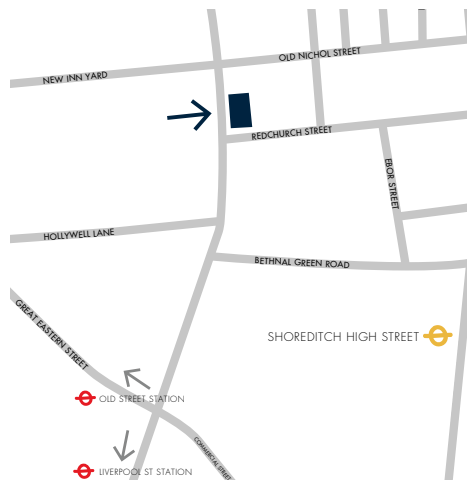 OLD NICHOL STREET
NEW INN YARD
REDCHURCH STREET
EBOR STREET
HOLLYWELL LANE
BETHNAL GREEN ROAD
GREAT EASTERN STREET
SHOREDITCH HIGH STREET
OLD STREET STATION
COMMERCIAL STREET
LIVERPOOL ST STATION